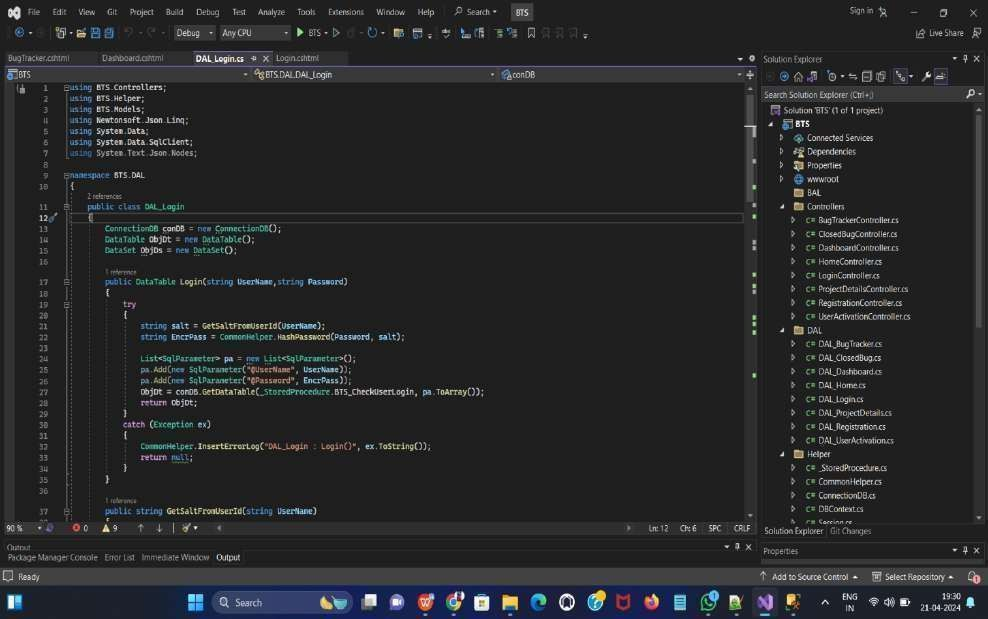 File Edit View Git Project Build Debug Test Analyze Tools Extensions Window Help Search BTS Sign in
Debug Any CPU BTS Live Share
BugTracker.cshtml Dashboard.cshtml DAL_Login.cs Login.cshtml
BTS BTS.DAL.DAL_Login conDB
1 using BTS.Controllers;
2 using BTS.Helper;
3 using BTS.Models;
4 using Newtonsoft.Json.Linq;
5 using System.Data;
6 using System.Data.SqlClient;
7 using System.Text.Json.Nodes;
8
9 namespace BTS.DAL
10 {
2 references
11 public class DAL_Login
12 {
13 ConnectionDB conDB = new ConnectionDB();
14 DataTable ObjDt = new DataTable();
15 DataSet ObjDs = new DataSet();
16
1 reference
17 public DataTable Login(string UserName,string Password)
18 {
19 try
20 {
21 string salt = GetSaltFromUserId(UserName);
22 string EncrPass = CommonHelper.HashPassword(Password, salt);
23
24 List<SqlParameter> pa = new List<SqlParameter>();
25 pa.Add(new SqlParameter("@UserName", UserName));
26 pa.Add(new SqlParameter("@Password", EncrPass));
27 ObjDt = conDB.GetDataTable(_StoredProcedure.BTS_CheckUserLogin, pa.ToArray());
28 return ObjDt;
29 }
30 catch (Exception ex)
31 {
32 CommonHelper.InsertErrorLog("DAL_Login : Login()", ex.ToString());
33 return null;
34 }
35 }
36
1 reference
37 public string GetSaltFromUserId(string UserName)
90 % 0 9 Ln: 12 Ch: 6 SPC CRLF
Output
Package Manager Console Error List Immediate Window Output
Solution Explorer
Search Solution Explorer (Ctrl+;)
Solution 'BTS' (1 of 1 project)
BTS
Connected Services
Dependencies
Properties
wwwroot
BAL
Controllers
C# BugTrackerController.cs
C# ClosedBugController.cs
C# DashboardController.cs
C# HomeController.cs
C# LoginController.cs
C# ProjectDetailsController.cs
C# RegistrationController.cs
C# UserActivationController.cs
DAL
C# DAL_BugTracker.cs
C# DAL_ClosedBug.cs
C# DAL_Dashboard.cs
C# DAL_Home.cs
C# DAL_Login.cs
C# DAL_ProjectDetails.cs
C# DAL_Registration.cs
C# DAL_UserActivation.cs
Helper
C# _StoredProcedure.cs
C# CommonHelper.cs
C# ConnectionDB.cs
C# DBContext.cs
C# Session.cs
Solution Explorer Git Changes
Properties
Ready Add to Source Control Select Repository 1
Search ENG IN 19:30 21-04-2024